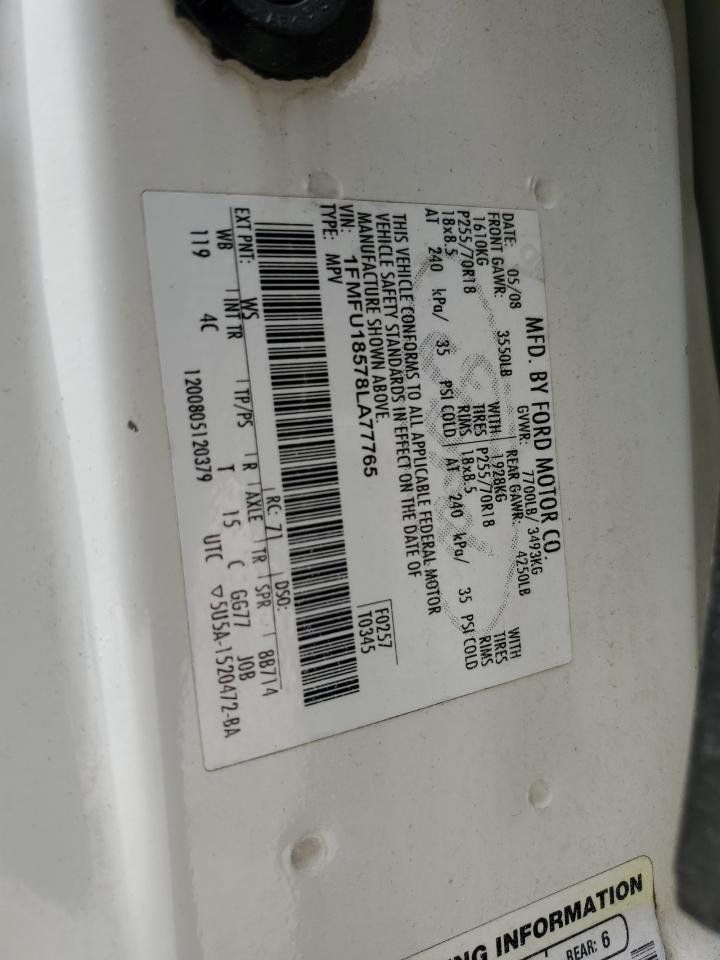 MFD. BY FORD MOTOR CO.
DATE: 05/08 GVWR: 7700LB/ 3493KG
FRONT GAWR: 3550LB REAR GAWR: 4250LB
1610KG WITH 1928KG WITH
P255/70R18 TIRES P255/70R18 TIRES
18x8.5 RIMS 18x8.5 RIMS
AT 240 kPa/ 35 PSI COLD AT 240 kPa/ 35 PSI COLD
THIS VEHICLE CONFORMS TO ALL APPLICABLE FEDERAL MOTOR
VEHICLE SAFETY STANDARDS IN EFFECT ON THE DATE OF
MANUFACTURE SHOWN ABOVE.
VIN: 1FMFU18578LA77765
TYPE: MPV
F0257
T0345
EXT PNT: WS RC: 71 DSO:
WB INT TR TP/PS R AXLE TR SPR 8B714
119 4C T 15 C GG77 JOB
1200805120379 UTC ▽5U5A-1520472-BA
NG INFORMATION
REAR: 6